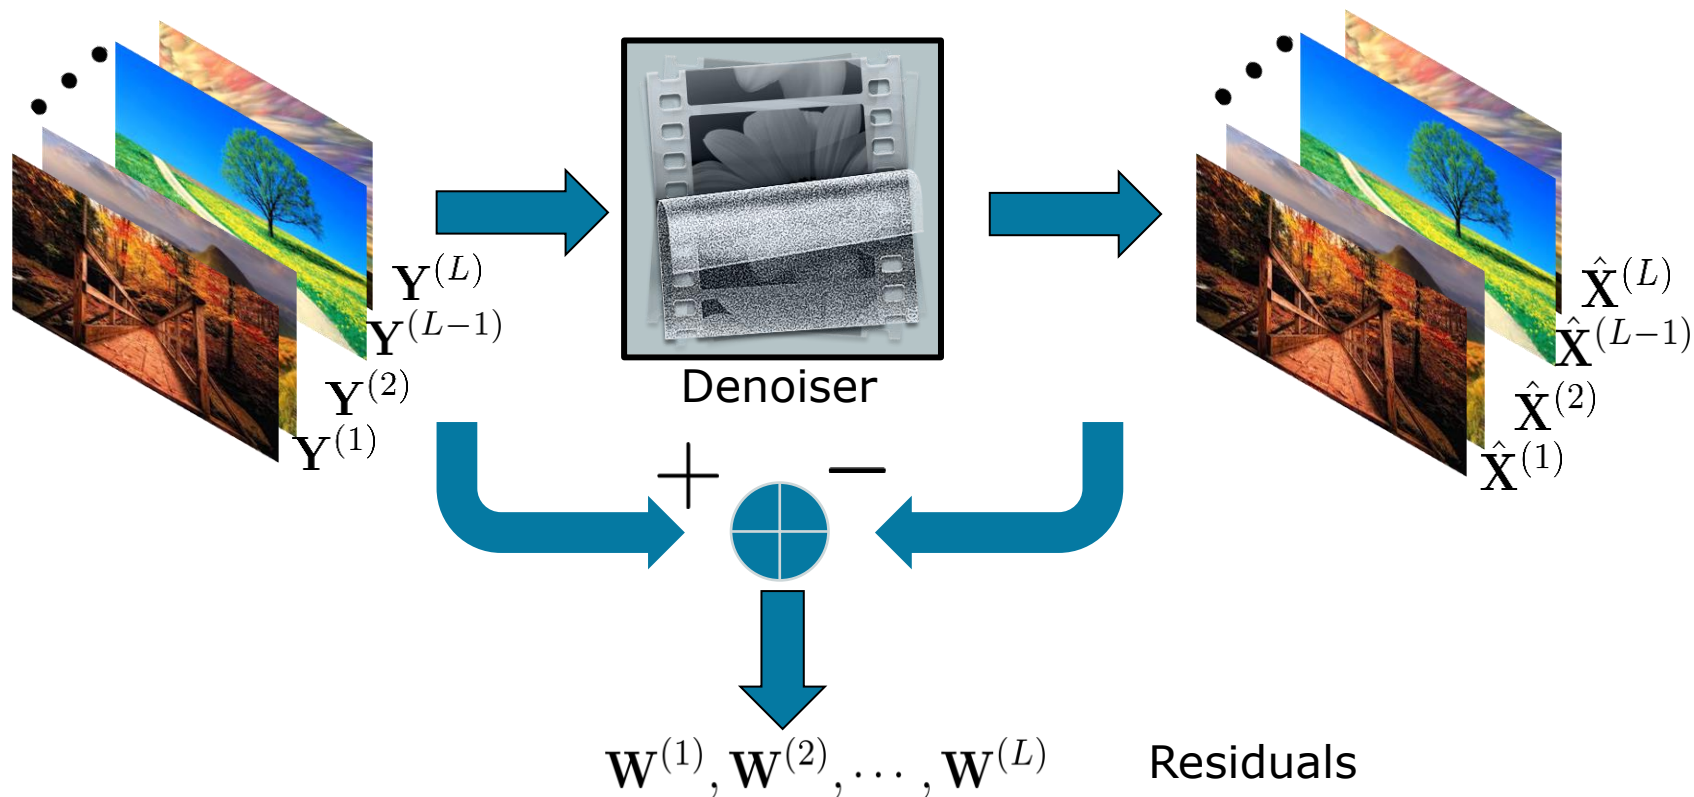 Y^(L)
Y^(L−1)
Y^(2)
Y^(1)
Denoiser
X̂^(L)
X̂^(L−1)
X̂^(2)
X̂^(1)
+ −
W^(1), W^(2), ⋯ , W^(L) Residuals